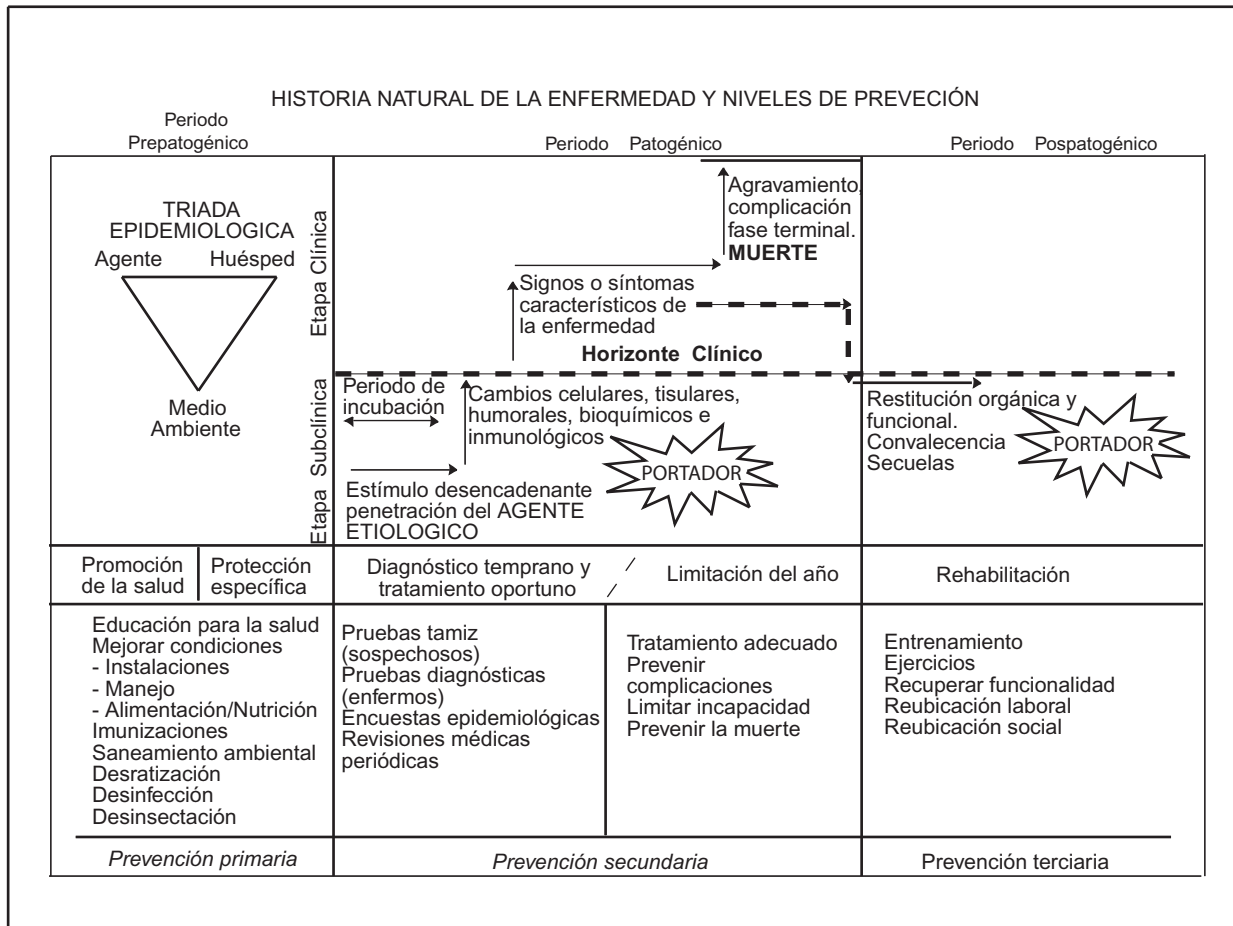 HISTORIA NATURAL DE LA ENFERMEDAD Y NIVELES DE PREVECIÓN
Periodo
Prepatogénico
Periodo Patogénico
Periodo Pospatogénico
TRIADA
EPIDEMIOLOGICA
Agente Huésped
Medio
Ambiente
Etapa Clínica
Etapa Subclínica
Agravamiento,
complicación
fase terminal.
MUERTE
Signos o síntomas
característicos de
la enfermedad
Horizonte Clínico
Periodo de
incubación
Cambios celulares, tisulares,
humorales, bioquímicos e
inmunológicos
PORTADOR
Estímulo desencadenante
penetración del AGENTE
ETIOLOGICO
Restitución orgánica y
funcional.
Convalecencia
Secuelas
PORTADOR
Promoción
de la salud
Protección
específica
Diagnóstico temprano y
tratamiento oportuno
/ Limitación del año
Rehabilitación
Educación para la salud
Mejorar condiciones
- Instalaciones
- Manejo
- Alimentación/Nutrición
Imunizaciones
Saneamiento ambiental
Desratización
Desinfección
Desinsectación
Pruebas tamiz
(sospechosos)
Pruebas diagnósticas
(enfermos)
Encuestas epidemiológicas
Revisiones médicas
periódicas
Tratamiento adecuado
Prevenir
complicaciones
Limitar incapacidad
Prevenir la muerte
Entrenamiento
Ejercicios
Recuperar funcionalidad
Reubicación laboral
Reubicación social
Prevención primaria
Prevención secundaria
Prevención terciaria